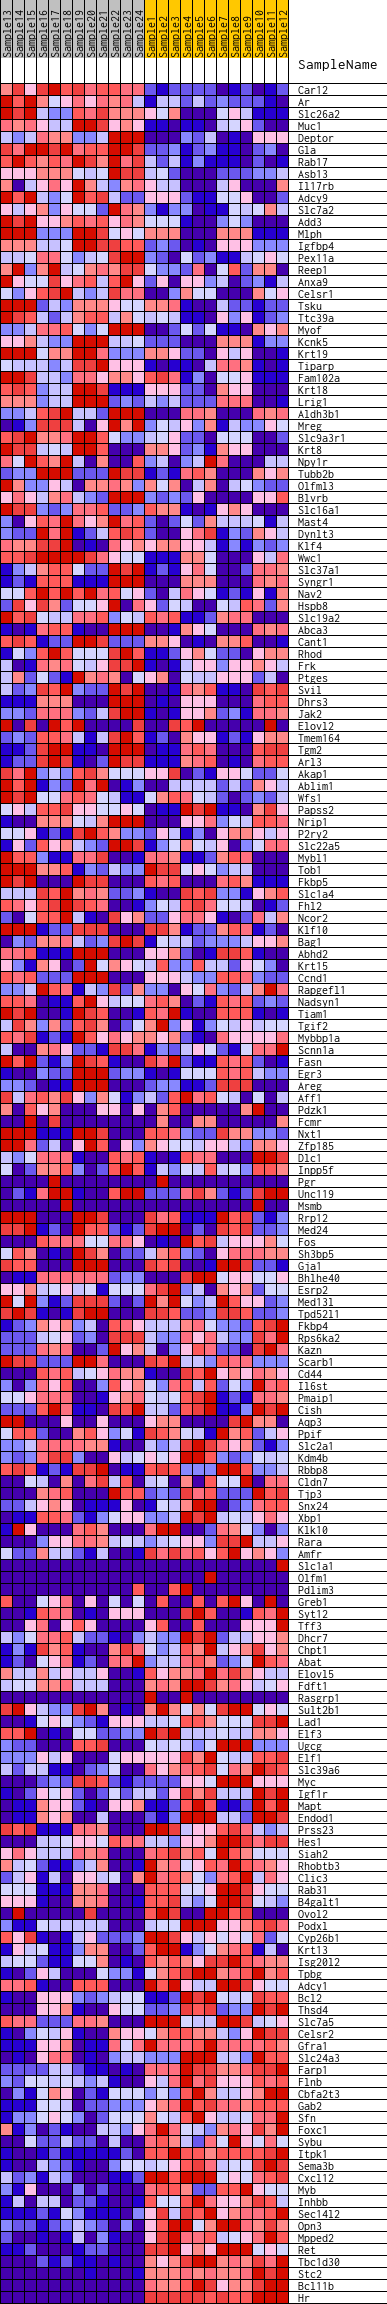 Sample13
Sample14
Sample15
Sample16
Sample17
Sample18
Sample19
Sample20
Sample21
Sample22
Sample23
Sample24
Sample1
Sample2
Sample3
Sample4
Sample5
Sample6
Sample7
Sample8
Sample9
Sample10
Sample11
Sample12
SampleName
Car12
Ar
Slc26a2
Muc1
Deptor
Gla
Rab17
Asb13
Il17rb
Adcy9
Slc7a2
Add3
Mlph
Igfbp4
Pex11a
Reep1
Anxa9
Celsr1
Tsku
Ttc39a
Myof
Kcnk5
Krt19
Tiparp
Fam102a
Krt18
Lrig1
Aldh3b1
Mreg
Slc9a3r1
Krt8
Npy1r
Tubb2b
Olfml3
Blvrb
Slc16a1
Mast4
Dynlt3
Klf4
Wwc1
Slc37a1
Syngr1
Nav2
Hspb8
Slc19a2
Abca3
Cant1
Rhod
Frk
Ptges
Svil
Dhrs3
Jak2
Elovl2
Tmem164
Tgm2
Arl3
Akap1
Ablim1
Wfs1
Papss2
Nrip1
P2ry2
Slc22a5
Mybl1
Tob1
Fkbp5
Slc1a4
Fhl2
Ncor2
Klf10
Bag1
Abhd2
Krt15
Ccnd1
Rapgefl1
Nadsyn1
Tiam1
Tgif2
Mybbp1a
Scnn1a
Fasn
Egr3
Areg
Aff1
Pdzk1
Fcmr
Nxt1
Zfp185
Dlc1
Inpp5f
Pgr
Unc119
Msmb
Rrp12
Med24
Fos
Sh3bp5
Gja1
Bhlhe40
Esrp2
Med13l
Tpd52l1
Fkbp4
Rps6ka2
Kazn
Scarb1
Cd44
Il6st
Pmaip1
Cish
Aqp3
Ppif
Slc2a1
Kdm4b
Rbbp8
Cldn7
Tjp3
Snx24
Xbp1
Klk10
Rara
Amfr
Slc1a1
Olfm1
Pdlim3
Greb1
Syt12
Tff3
Dhcr7
Chpt1
Abat
Elovl5
Fdft1
Rasgrp1
Sult2b1
Lad1
Elf3
Ugcg
Elf1
Slc39a6
Myc
Igf1r
Mapt
Endod1
Prss23
Hes1
Siah2
Rhobtb3
Clic3
Rab31
B4galt1
Ovol2
Podxl
Cyp26b1
Krt13
Isg20l2
Tpbg
Adcy1
Bcl2
Thsd4
Slc7a5
Celsr2
Gfra1
Slc24a3
Farp1
Flnb
Cbfa2t3
Gab2
Sfn
Foxc1
Sybu
Itpk1
Sema3b
Cxcl12
Myb
Inhbb
Sec14l2
Opn3
Mpped2
Ret
Tbc1d30
Stc2
Bcl11b
Hr